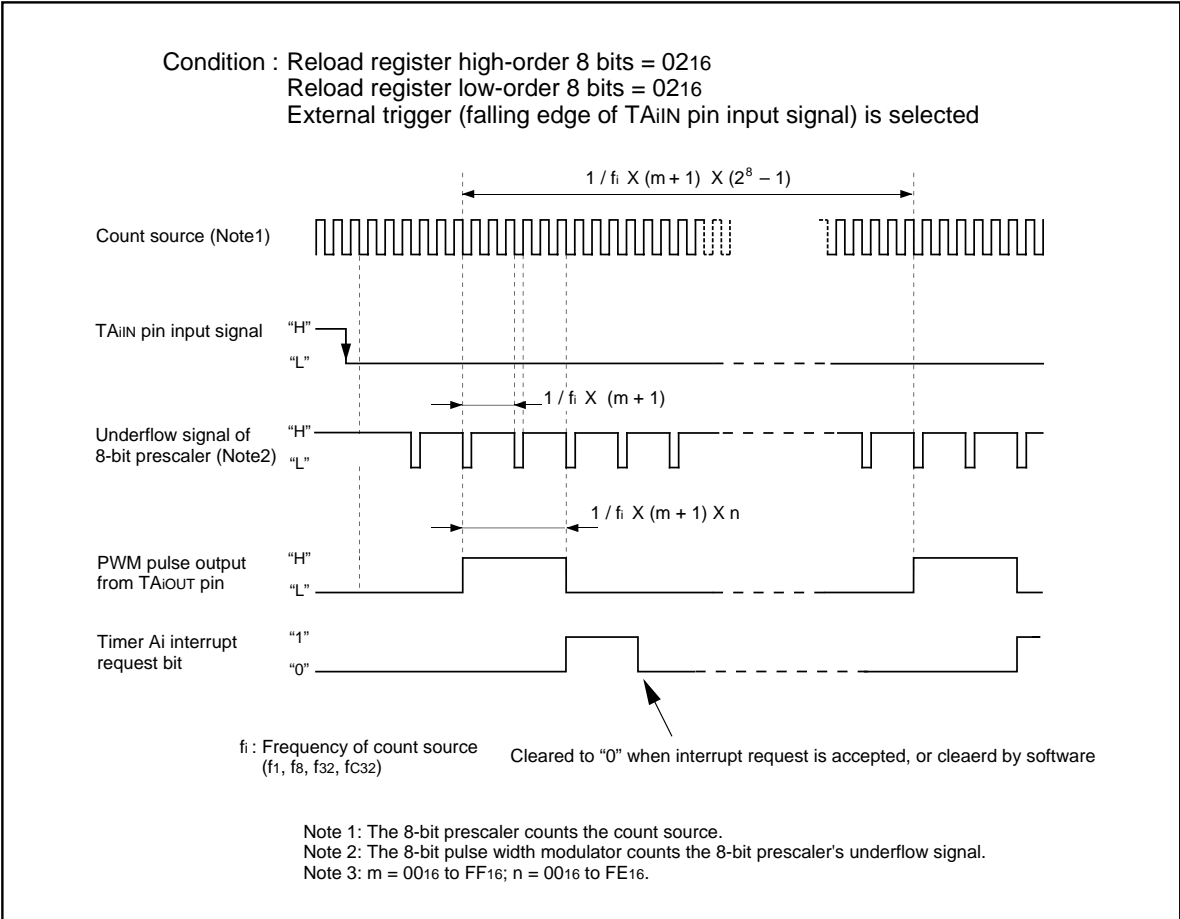 Condition : Reload register high-order 8 bits = 0216
Reload register low-order 8 bits = 0216
External trigger (falling edge of TAiIN pin input signal) is selected
1 / fi X (m + 1) X (2⁸ – 1)
Count source (Note1)
TAiIN pin input signal
“H”
“L”
1 / fi X (m + 1)
Underflow signal of
8-bit prescaler (Note2)
“H”
“L”
1 / fi X (m + 1) X n
PWM pulse output
from TAiOUT pin
“H”
“L”
Timer Ai interrupt
request bit
“1”
“0”
fi : Frequency of count source
(f1, f8, f32, fC32)
Cleared to “0” when interrupt request is accepted, or cleaerd by software
Note 1: The 8-bit prescaler counts the count source.
Note 2: The 8-bit pulse width modulator counts the 8-bit prescaler's underflow signal.
Note 3: m = 0016 to FF16; n = 0016 to FE16.